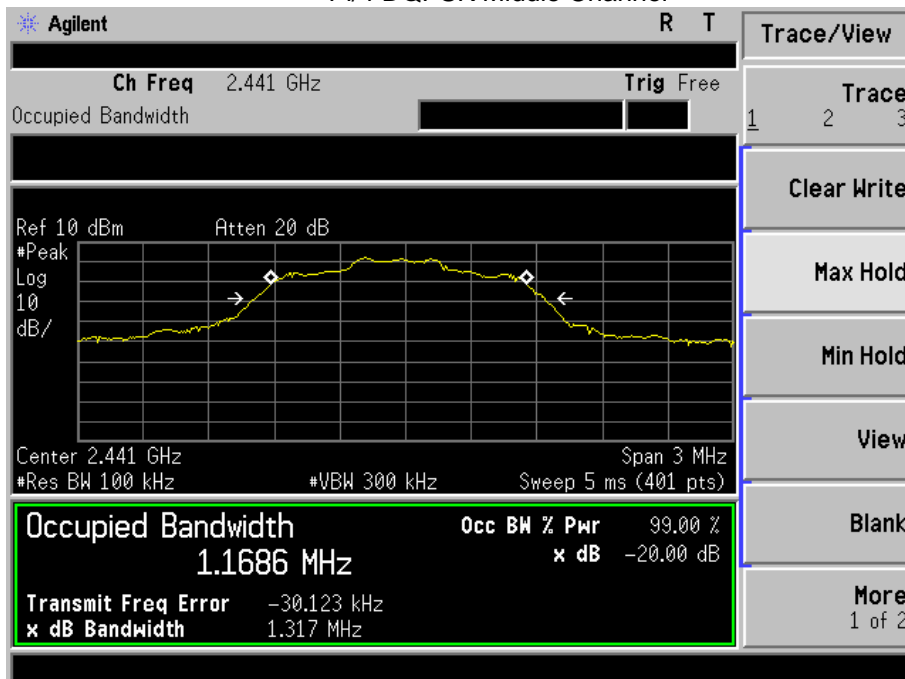 Agilent R T
Trace/View
Ch Freq 2.441 GHz Trig Free
Occupied Bandwidth
Trace
1 2 3
Clear Write
Ref 10 dBm Atten 20 dB
#Peak
Log
10
dB/
Max Hold
Min Hold
View
Center 2.441 GHz Span 3 MHz
#Res BW 100 kHz #VBW 300 kHz Sweep 5 ms (401 pts)
Occupied Bandwidth Occ BW % Pwr 99.00 %
1.1686 MHz x dB -20.00 dB
Transmit Freq Error -30.123 kHz
x dB Bandwidth 1.317 MHz
Blank
More
1 of 2